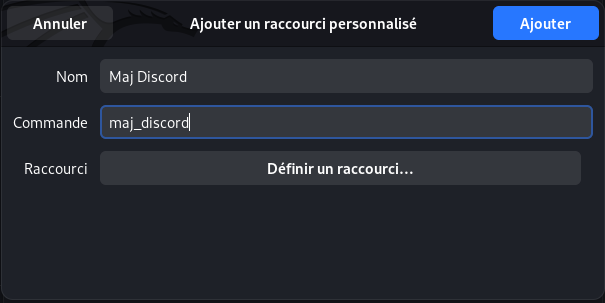 Annuler Ajouter un raccourci personnalisé Ajouter
Nom Maj Discord
Commande maj_discord
Raccourci Définir un raccourci...